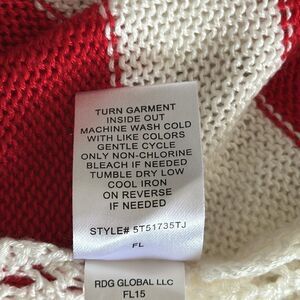 TURN GARMENT
INSIDE OUT
MACHINE WASH COLD
WITH LIKE COLORS
GENTLE CYCLE
ONLY NON-CHLORINE
BLEACH IF NEEDED
TUMBLE DRY LOW
COOL IRON
ON REVERSE
IF NEEDED
STYLE# 5T51735TJ
FL
RDG GLOBAL LLC
FL15